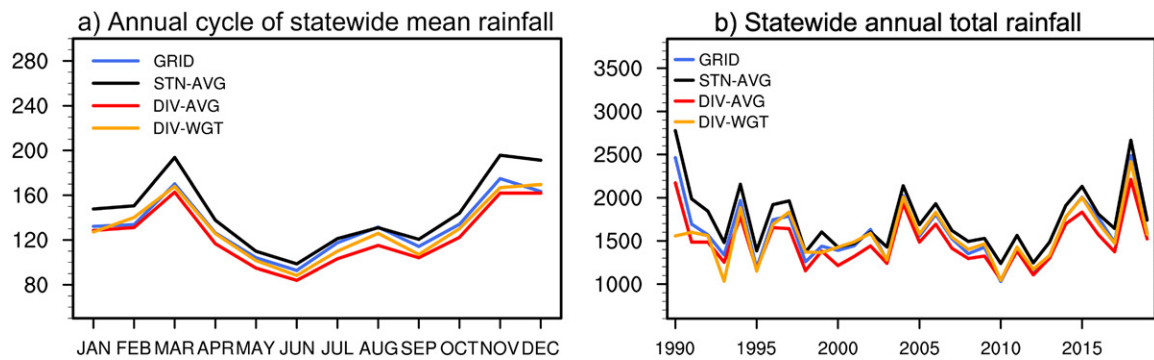 a) Annual cycle of statewide mean rainfall
280
240
200
160
120
80
GRID
STN-AVG
DIV-AVG
DIV-WGT
JAN FEB MAR APR MAY JUN JUL AUG SEP OCT NOV DEC
b) Statewide annual total rainfall
3500
3000
2500
2000
1500
1000
GRID
STN-AVG
DIV-AVG
DIV-WGT
1990 1995 2000 2005 2010 2015